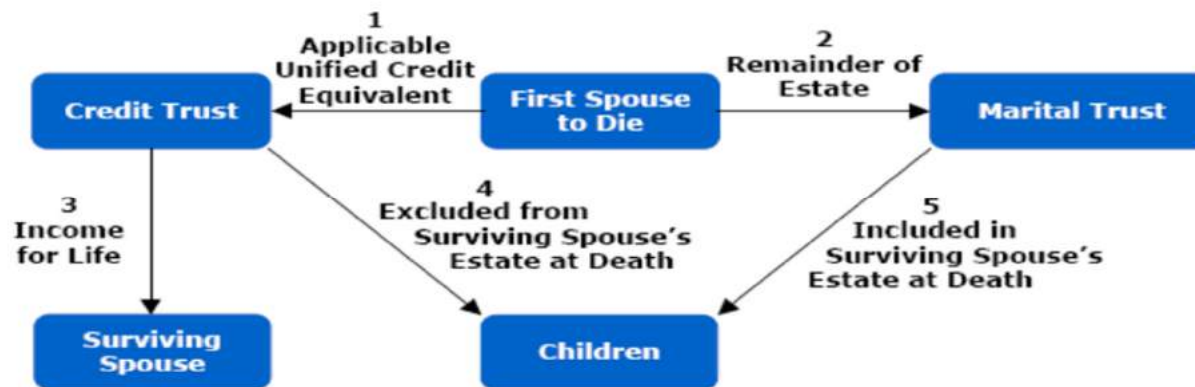 1
Applicable
Unified Credit
Equivalent
2
Remainder of
Estate
Credit Trust
First Spouse
to Die
Marital Trust
3
Income
for Life
4
Excluded from
Surviving Spouse's
Estate at Death
5
Included in
Surviving Spouse's
Estate at Death
Surviving
Spouse
Children